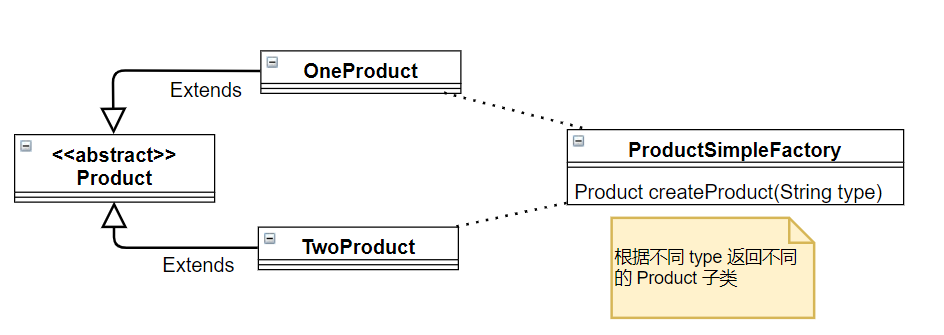 OneProduct
Extends
<<abstract>>
Product
ProductSimpleFactory
Product createProduct(String type)
TwoProduct
Extends
根据不同 type 返回不同
的 Product 子类